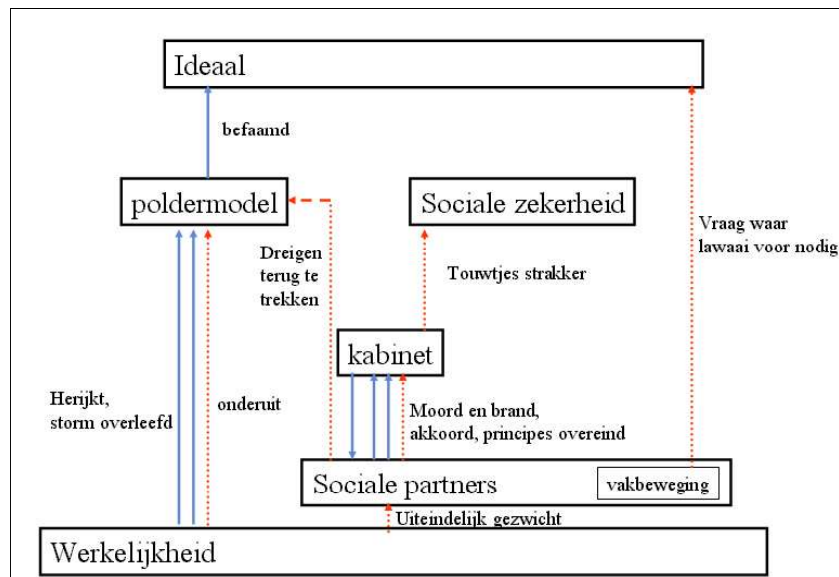 Ideaal
befaamd
poldermodel
Sociale zekerheid
Vraag waar
lawaai voor nodig
Dreigen
terug te
trekken
Touwtjes strakker
kabinet
Herijkt,
storm overleefd
onderuit
Moord en brand,
akkoord, principes overeind
Sociale partners
vakbeweging
Uiteindelijk gezwicht
Werkelijkheid